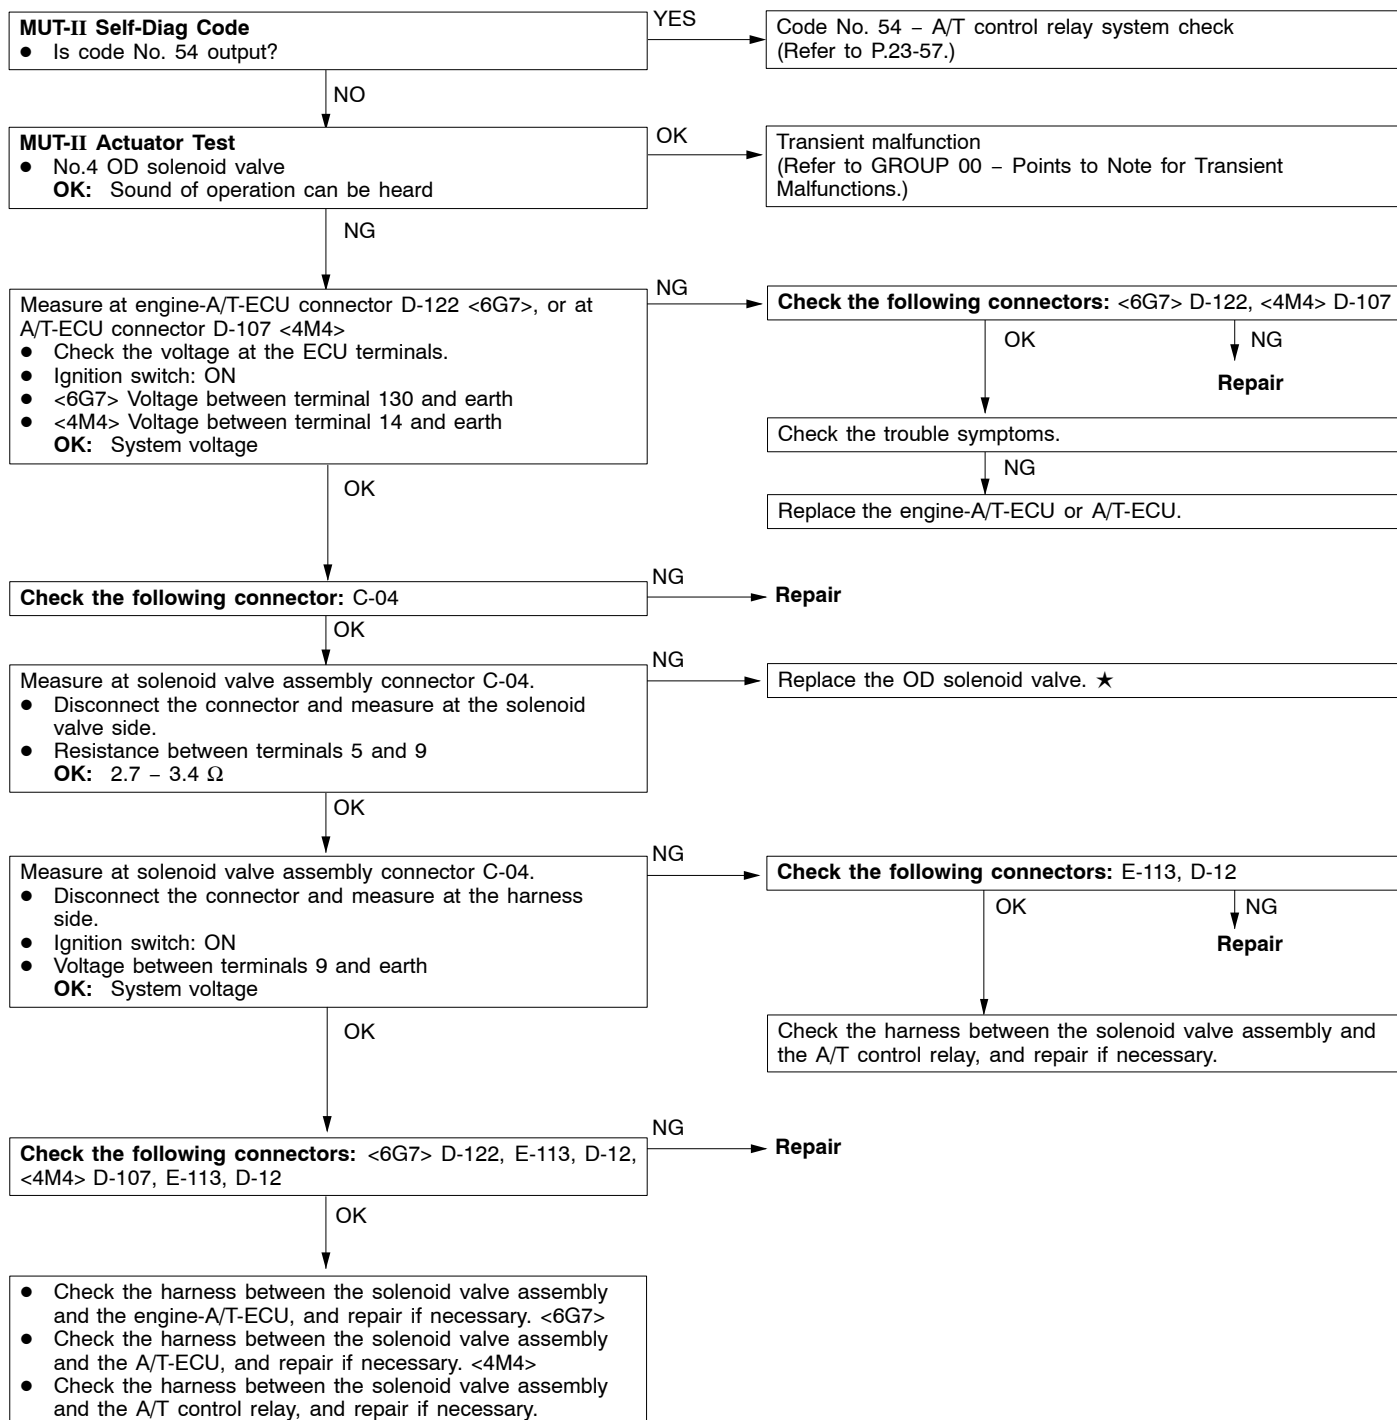 MUT-II Self-Diag Code
● Is code No. 54 output?
YES
Code No. 54 – A/T control relay system check
(Refer to P.23-57.)
NO
MUT-II Actuator Test
● No.4 OD solenoid valve
OK: Sound of operation can be heard
OK
Transient malfunction
(Refer to GROUP 00 – Points to Note for Transient
Malfunctions.)
NG
Measure at engine-A/T-ECU connector D-122 <6G7>, or at
A/T-ECU connector D-107 <4M4>
● Check the voltage at the ECU terminals.
● Ignition switch: ON
● <6G7> Voltage between terminal 130 and earth
● <4M4> Voltage between terminal 14 and earth
OK: System voltage
NG
Check the following connectors: <6G7> D-122, <4M4> D-107
OK
NG
Repair
Check the trouble symptoms.
NG
Replace the engine-A/T-ECU or A/T-ECU.
OK
Check the following connector: C-04
NG
Repair
OK
Measure at solenoid valve assembly connector C-04.
● Disconnect the connector and measure at the solenoid
valve side.
● Resistance between terminals 5 and 9
OK: 2.7 – 3.4 Ω
NG
Replace the OD solenoid valve. ★
OK
Measure at solenoid valve assembly connector C-04.
● Disconnect the connector and measure at the harness
side.
● Ignition switch: ON
● Voltage between terminals 9 and earth
OK: System voltage
NG
Check the following connectors: E-113, D-12
OK
NG
Repair
Check the harness between the solenoid valve assembly and
the A/T control relay, and repair if necessary.
OK
Check the following connectors: <6G7> D-122, E-113, D-12,
<4M4> D-107, E-113, D-12
NG
Repair
OK
● Check the harness between the solenoid valve assembly
and the engine-A/T-ECU, and repair if necessary. <6G7>
● Check the harness between the solenoid valve assembly
and the A/T-ECU, and repair if necessary. <4M4>
● Check the harness between the solenoid valve assembly
and the A/T control relay, and repair if necessary.